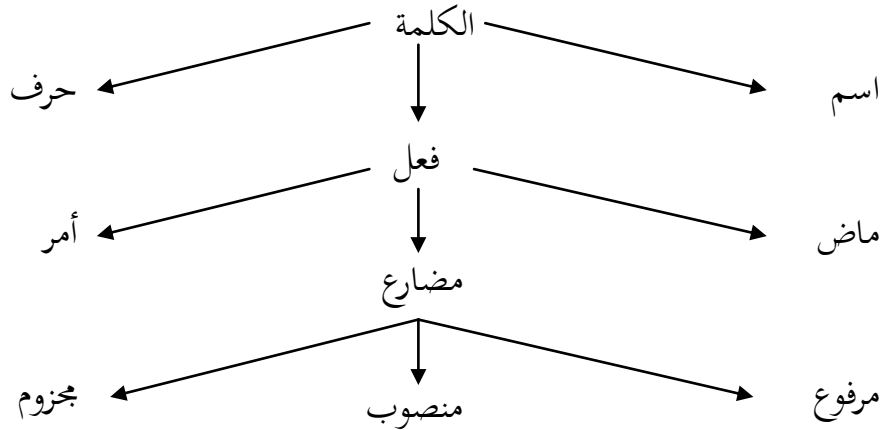 الكلمة
اسم
حرف
فعل
ماض
أمر
مضارع
مرفوع
منصوب
مجزوم